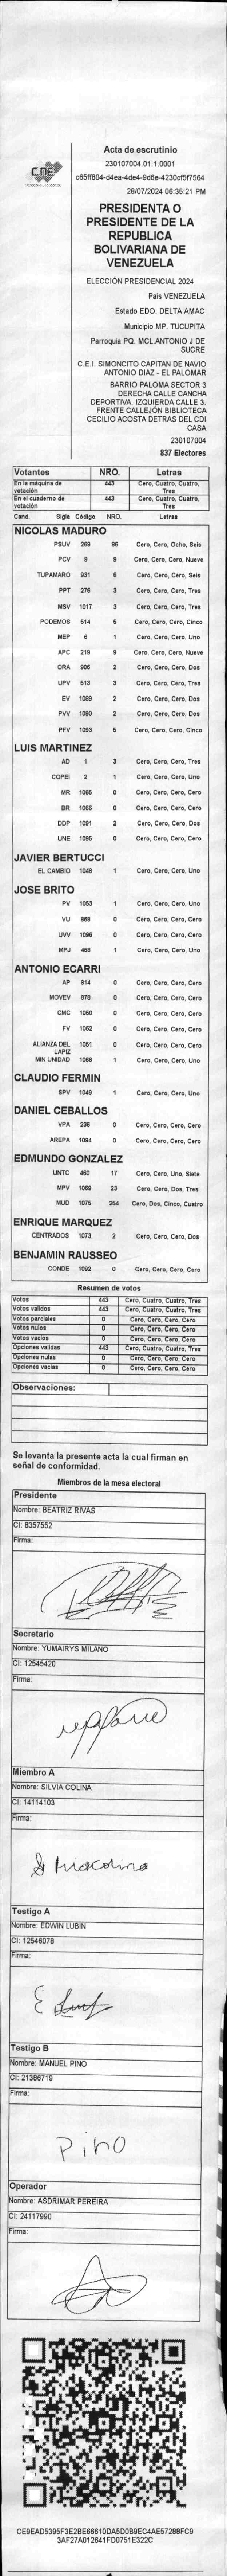 CNE
Acta de escrutinio
230107004.01.1.0001
c65ff804-d4ea-4de4-9d6e-4230cf5f7564
28/07/2024 06:35:21 PM
PRESIDENTA O
PRESIDENTE DE LA
REPUBLICA
BOLIVARIANA DE
VENEZUELA
ELECCIÓN PRESIDENCIAL 2024
Pais VENEZUELA
Estado EDO. DELTA AMAC
Municipio MP. TUCUPITA
Parroquia PQ. MCL ANTONIO J DE
SUCRE
C.E.I. SIMONCITO CAPITAN DE NAVIO
ANTONIO DIAZ - EL PALOMAR
BARRIO PALOMA SECTOR 3
DERECHA CALLE CANCHA
DEPORTIVA. IZQUIERDA CALLE 3.
FRENTE CALLEJÓN BIBLIOTECA
CECILIO ACOSTA DETRAS DEL CDI
CASA
230107004
837 Electores
Votantes NRO. Letras
En la máquina de votación 443 Cero, Cuatro, Cuatro, Tres
En el cuaderno de votación 443 Cero, Cuatro, Cuatro, Tres
Cand. Sigla Código NRO. Letras
NICOLAS MADURO
PSUV 269 86 Cero, Cero, Ocho, Seis
PCV 9 9 Cero, Cero, Cero, Nueve
TUPAMARO 931 6 Cero, Cero, Cero, Seis
PPT 276 3 Cero, Cero, Cero, Tres
MSV 1017 3 Cero, Cero, Cero, Tres
PODEMOS 614 5 Cero, Cero, Cero, Cinco
MEP 6 1 Cero, Cero, Cero, Uno
APC 219 9 Cero, Cero, Cero, Nueve
ORA 906 2 Cero, Cero, Cero, Dos
UPV 513 3 Cero, Cero, Cero, Tres
EV 1089 2 Cero, Cero, Cero, Dos
PVV 1090 2 Cero, Cero, Cero, Dos
PFV 1093 5 Cero, Cero, Cero, Cinco
LUIS MARTINEZ
AD 1 3 Cero, Cero, Cero, Tres
COPEI 2 1 Cero, Cero, Cero, Uno
MR 1065 0 Cero, Cero, Cero, Cero
BR 1066 0 Cero, Cero, Cero, Cero
DDP 1091 2 Cero, Cero, Cero, Dos
UNE 1095 0 Cero, Cero, Cero, Cero
JAVIER BERTUCCI
EL CAMBIO 1048 1 Cero, Cero, Cero, Uno
JOSE BRITO
PV 1053 1 Cero, Cero, Cero, Uno
VU 868 0 Cero, Cero, Cero, Cero
UVV 1096 0 Cero, Cero, Cero, Cero
MPJ 458 1 Cero, Cero, Cero, Uno
ANTONIO ECARRI
AP 814 0 Cero, Cero, Cero, Cero
MOVEV 878 0 Cero, Cero, Cero, Cero
CMC 1050 0 Cero, Cero, Cero, Cero
FV 1062 0 Cero, Cero, Cero, Cero
ALIANZA DEL LAPIZ 1051 0 Cero, Cero, Cero, Cero
MIN UNIDAD 1088 1 Cero, Cero, Cero, Uno
CLAUDIO FERMIN
SPV 1049 1 Cero, Cero, Cero, Uno
DANIEL CEBALLOS
VPA 236 0 Cero, Cero, Cero, Cero
AREPA 1094 0 Cero, Cero, Cero, Cero
EDMUNDO GONZALEZ
UNTC 460 17 Cero, Cero, Uno, Siete
MPV 1069 23 Cero, Cero, Dos, Tres
MUD 1075 254 Cero, Dos, Cinco, Cuatro
ENRIQUE MARQUEZ
CENTRADOS 1073 2 Cero, Cero, Cero, Dos
BENJAMIN RAUSSEO
CONDE 1092 0 Cero, Cero, Cero, Cero
Resumen de votos
Votos 443 Cero, Cuatro, Cuatro, Tres
Votos validos 443 Cero, Cuatro, Cuatro, Tres
Votos parciales 0 Cero, Cero, Cero, Cero
Votos nulos 0 Cero, Cero, Cero, Cero
Votos vacios 0 Cero, Cero, Cero, Cero
Opciones validas 443 Cero, Cuatro, Cuatro, Tres
Opciones nulas 0 Cero, Cero, Cero, Cero
Opciones vacias 0 Cero, Cero, Cero, Cero
Observaciones:
Se levanta la presente acta la cual firman en
señal de conformidad.
Miembros de la mesa electoral
Presidente
Nombre: BEATRIZ RIVAS
CI: 8357552
Firma:
Secretario
Nombre: YUMAIRYS MILANO
CI: 12545420
Firma:
Miembro A
Nombre: SILVIA COLINA
CI: 14114103
Firma:
Testigo A
Nombre: EDWIN LUBIN
CI: 12546078
Firma:
Testigo B
Nombre: MANUEL PINO
CI: 21386719
Firma:
Pino
Operador
Nombre: ASDRIMAR PEREIRA
CI: 24117990
Firma:
CE9EAD5395F3E2BE66610DA5D0B9EC4AE57288FC9
3AF27A012641FD0751E322C